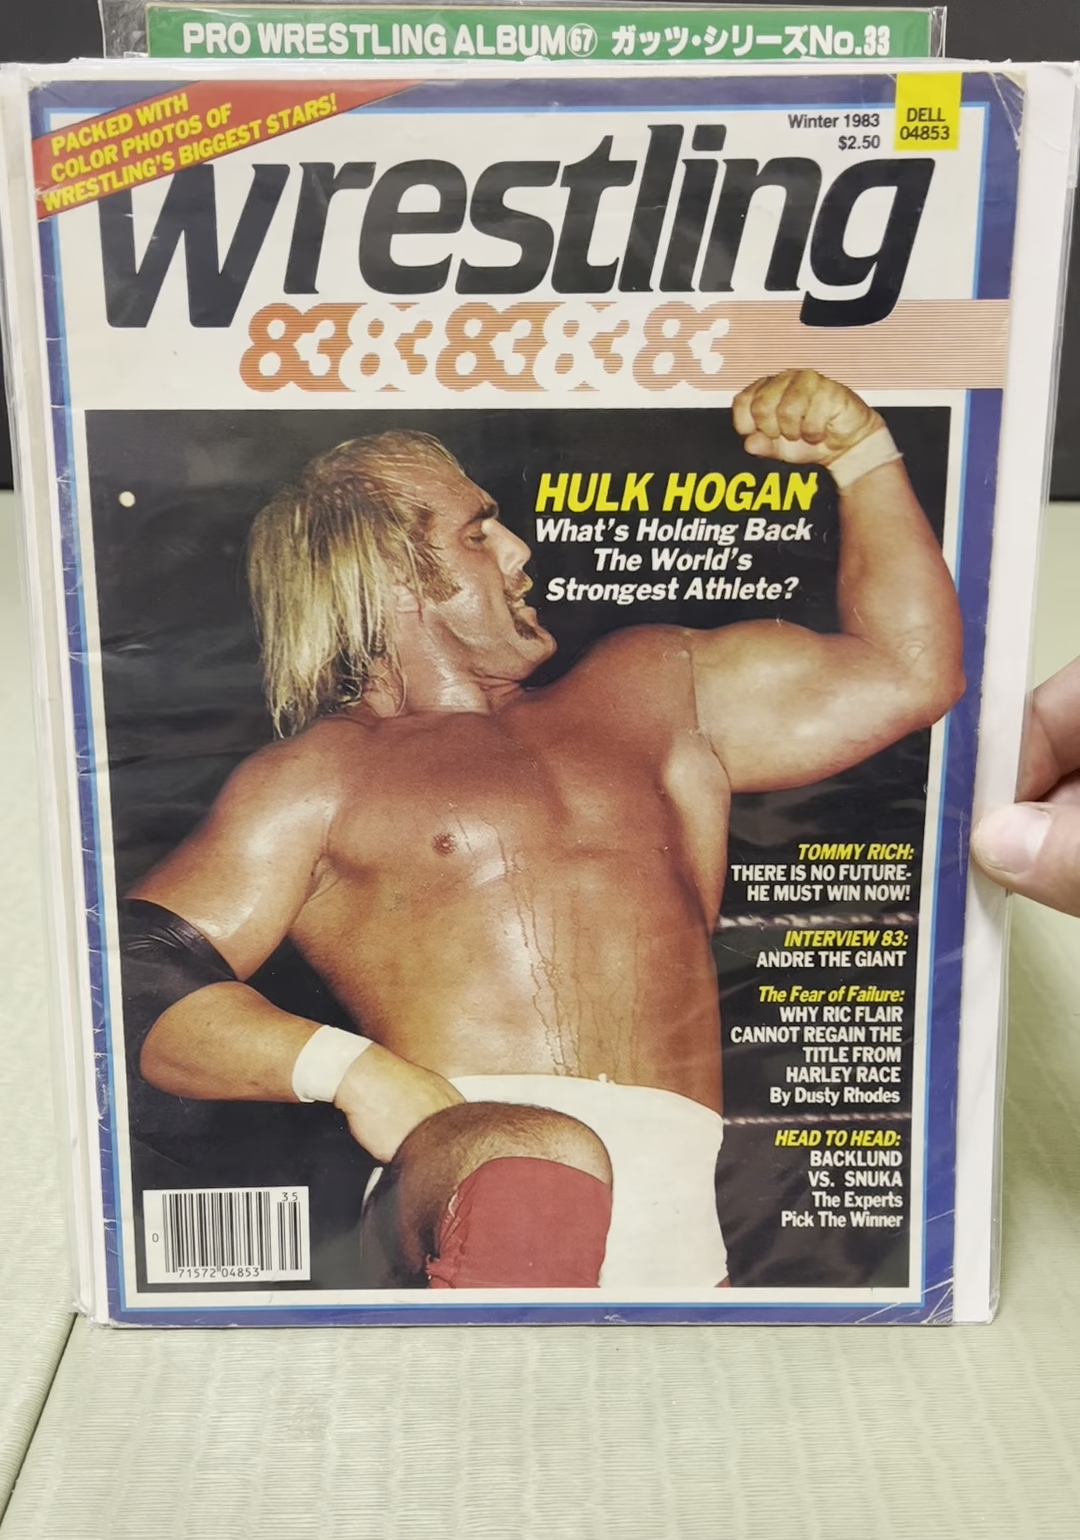 PRO WRESTLING ALBUM67 ガッツ・シリーズNo.33
PACKED WITH
COLOR PHOTOS OF
WRESTLING'S BIGGEST STARS!
Winter 1983
$2.50
DELL
04853
wrestling
83 83 83 83 83
HULK HOGAN
What's Holding Back
The World's
Strongest Athlete?
TOMMY RICH:
THERE IS NO FUTURE-
HE MUST WIN NOW!
INTERVIEW 83:
ANDRE THE GIANT
The Fear of Failure:
WHY RIC FLAIR
CANNOT REGAIN THE
TITLE FROM
HARLEY RACE
By Dusty Rhodes
HEAD TO HEAD:
BACKLUND
VS. SNUKA
The Experts
Pick The Winner
35
0
71572 04853